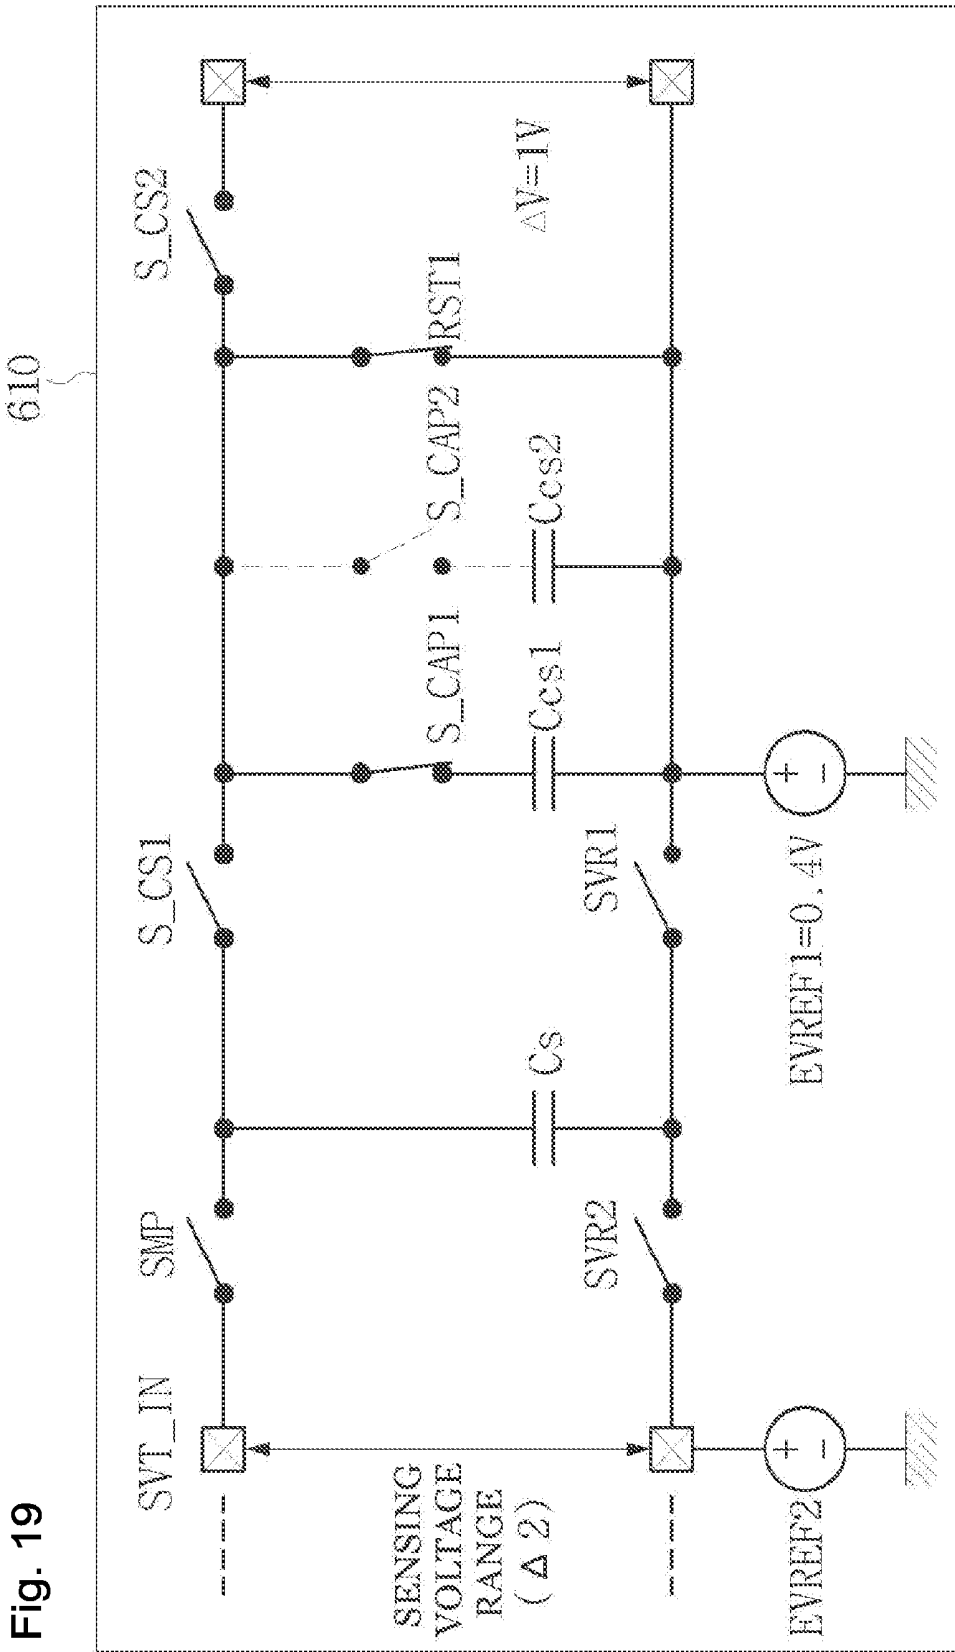 Fig. 19
610
SVT_IN
SMP
S_CS1
S_CS2
SENSING
VOLTAGE
RANGE
(Δ2)
Cs
S_CAP1
Ccs1
S_CAP2
Ccs2
RST1
ΔV=1V
SVR2
SVR1
EVREF2
+
−
EVREF1=0.4V
+
−